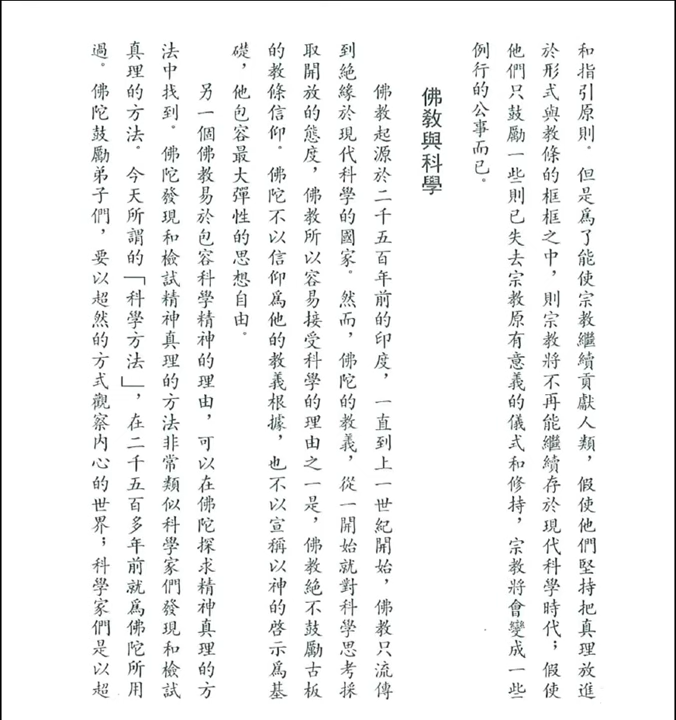 和指引原則。但是爲了能使宗教繼續貢獻人類，假使他們堅持把真理放進
於形式與教條的框框之中，則宗教將不再能繼續存於現代科學時代；假使
他們只鼓勵一些則已失去宗教原有意義的儀式和修持，宗教將會變成一些
例行的公事而已。
佛教與科學
佛教起源於二千五百年前的印度，一直到上一世紀開始，佛教只流傳
到絕緣於現代科學的國家。然而，佛陀的教義，從一開始就對科學思考採
取開放的態度，佛教所以容易接受科學的理由之一是，佛教絕不鼓勵古板
的教條信仰。佛陀不以信仰爲他的教義根據，也不以宣稱以神的啓示爲基
礎，他包容最大彈性的思想自由。
另一個佛教易於包容科學精神的理由，可以在佛陀探求精神真理的方
法中找到。佛陀發現和檢試精神真理的方法非常類似科學家們發現和檢試
真理的方法。今天所謂的「科學方法」，在二千五百多年前就爲佛陀所用
過。佛陀鼓勵弟子們，要以超然的方式觀察內心的世界；科學家們是以超